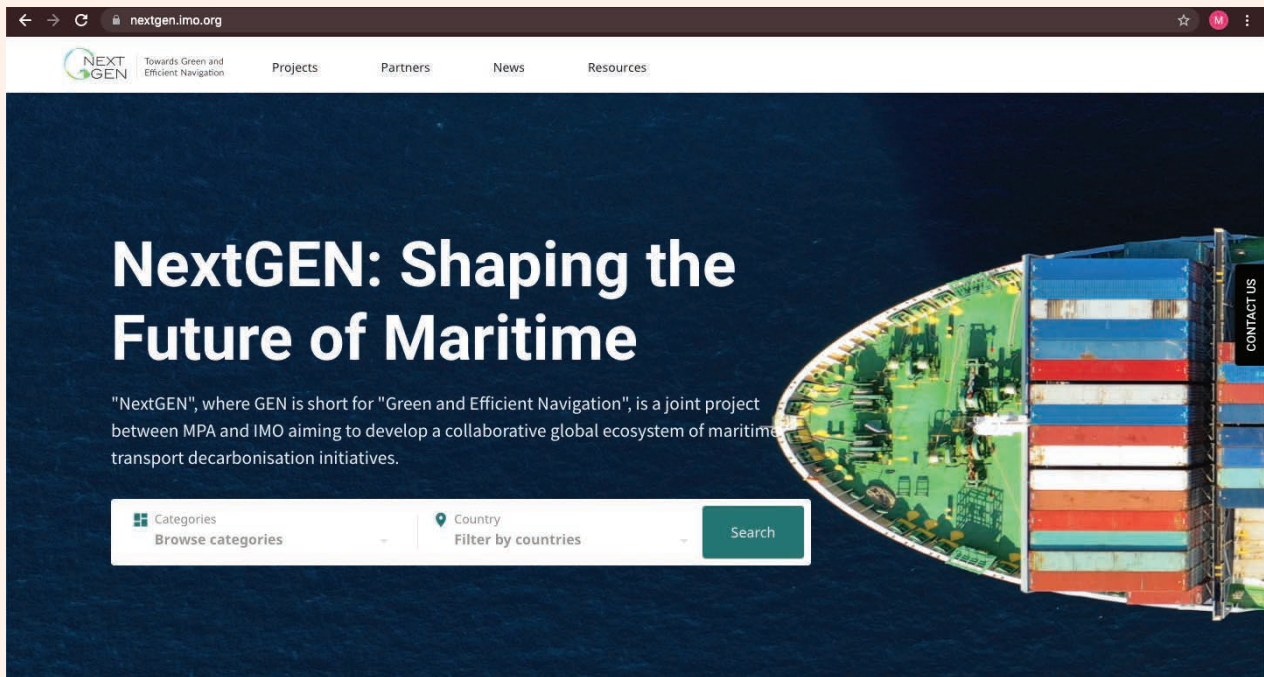 nextgen.imo.org
M
NEXT GEN
Towards Green and
Efficient Navigation
Projects
Partners
News
Resources
NextGEN: Shaping the
Future of Maritime
"NextGEN", where GEN is short for "Green and Efficient Navigation", is a joint project
between MPA and IMO aiming to develop a collaborative global ecosystem of maritime
transport decarbonisation initiatives.
Categories
Browse categories
Country
Filter by countries
Search
CONTACT US